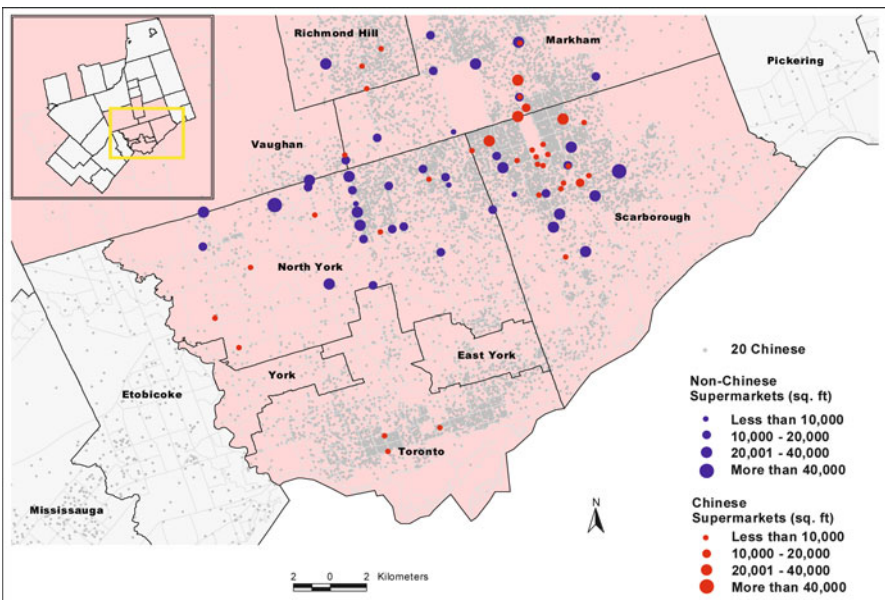 Richmond Hill
Markham
Pickering
Vaughan
Scarborough
North York
East York
York
Etobicoke
Toronto
Mississauga
20 Chinese
Non-Chinese
Supermarkets (sq. ft)
Less than 10,000
10,000 - 20,000
20,001 - 40,000
More than 40,000
N
Chinese
Supermarkets (sq. ft)
Less than 10,000
10,000 - 20,000
20,001 - 40,000
More than 40,000
2 0 2 Kilometers